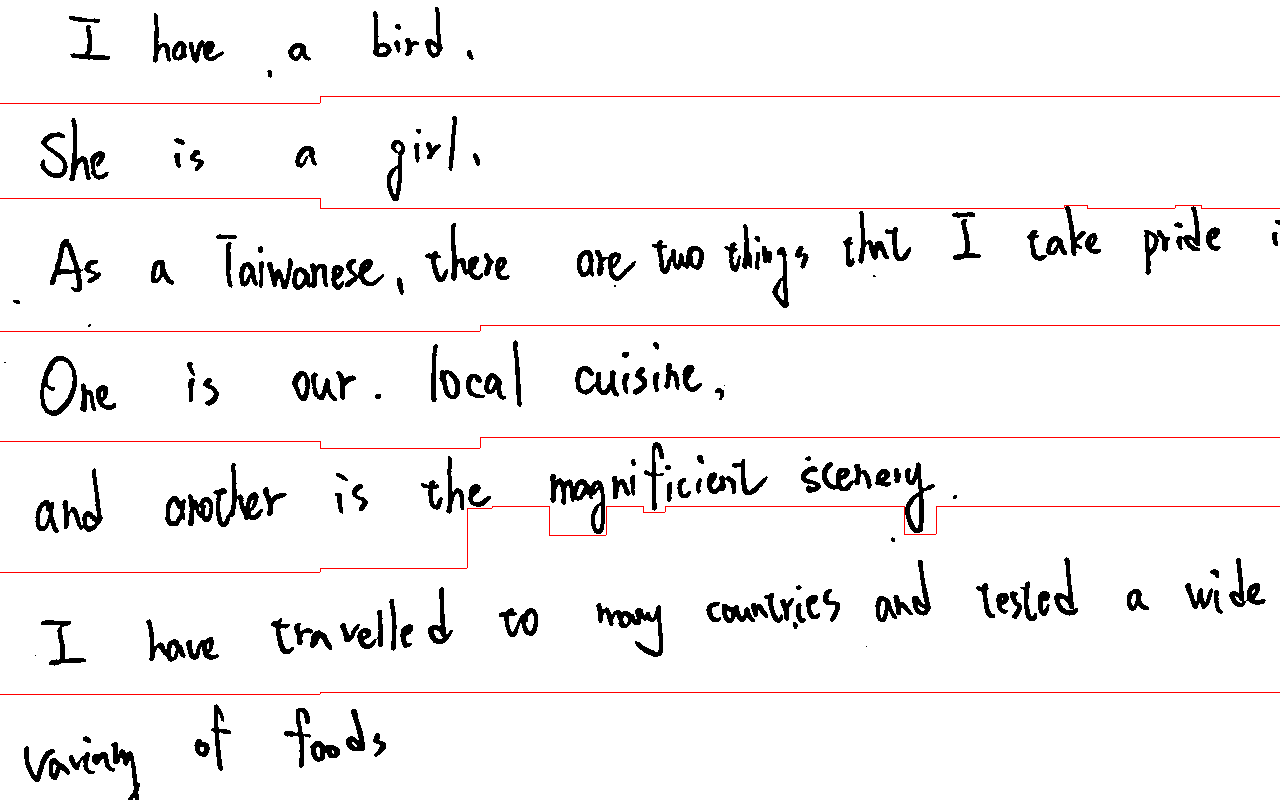 I have a bird.
She is a girl.
As a Taiwanese, there are two things that I take pride i
One is our local cuisine,
and another is the magnificient scenery.
I have travelled to many countries and tested a wide
of foods